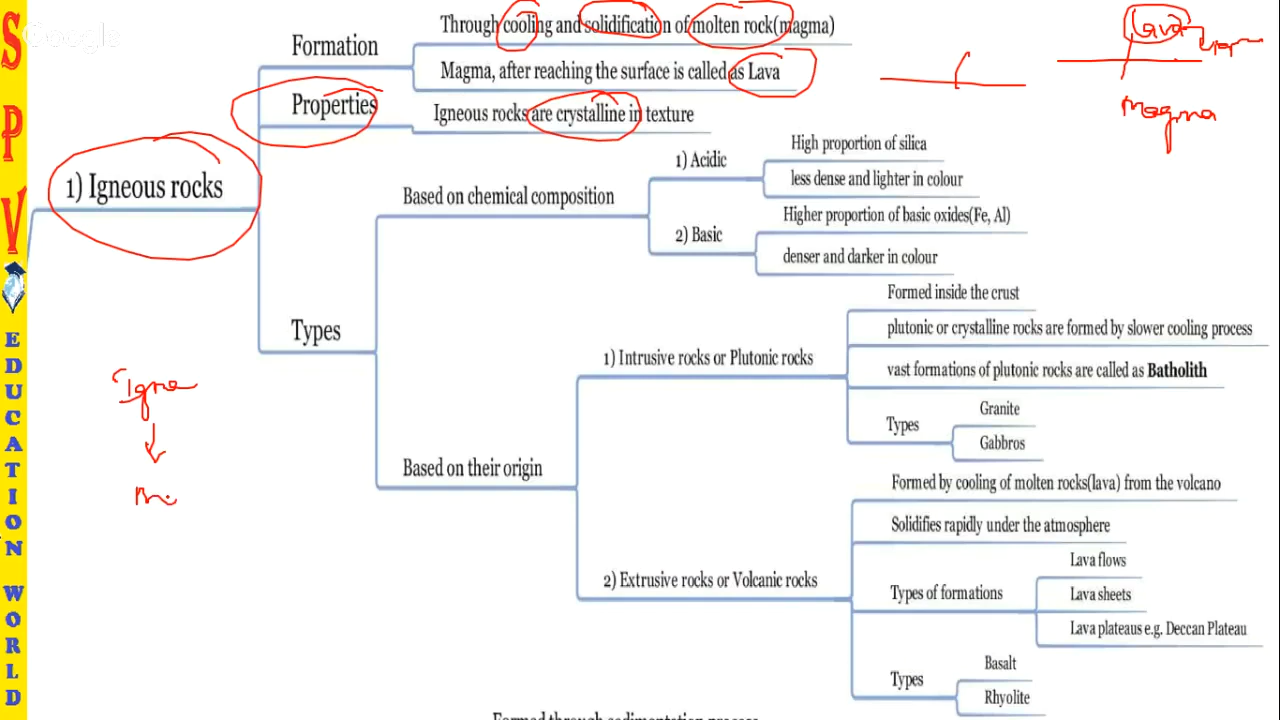 SPV
EDUCATION WORLD
Google
1) Igneous rocks
Formation
Through cooling and solidification of molten rock(magma)
Magma, after reaching the surface is called as Lava
Properties
Igneous rocks are crystalline in texture
Types
Based on chemical composition
1) Acidic
High proportion of silica
less dense and lighter in colour
2) Basic
Higher proportion of basic oxides(Fe, Al)
denser and darker in colour
Based on their origin
1) Intrusive rocks or Plutonic rocks
Formed inside the crust
plutonic or crystalline rocks are formed by slower cooling process
vast formations of plutonic rocks are called as Batholith
Types
Granite
Gabbros
2) Extrusive rocks or Volcanic rocks
Formed by cooling of molten rocks(lava) from the volcano
Solidifies rapidly under the atmosphere
Types of formations
Lava flows
Lava sheets
Lava plateaus e.g. Deccan Plateau
Types
Basalt
Rhyolite
Lava
Magma